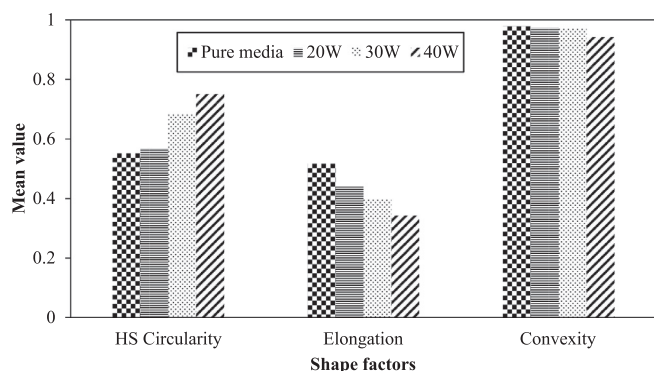 1
0.8
0.6
0.4
0.2
0
Mean value
Pure media 20W 30W 40W
HS Circularity Elongation Convexity
Shape factors